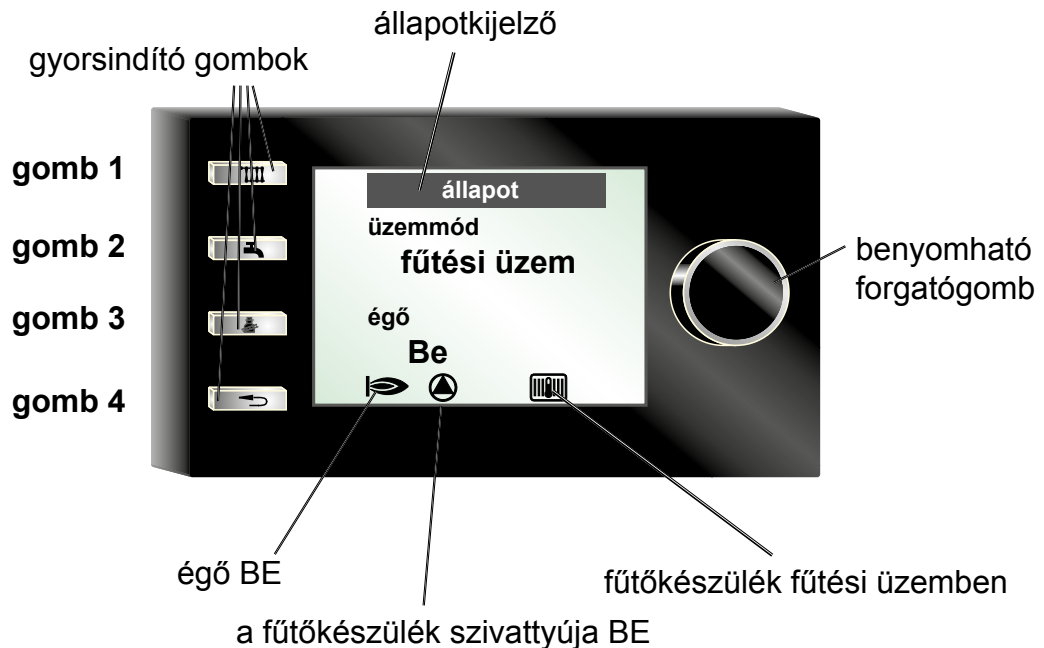 állapotkijelző
gyorsindító gombok
gomb 1
állapot
üzemmód
gomb 2
fűtési üzem
benyomható
forgatógomb
gomb 3
égő
Be
gomb 4
égő BE
fűtőkészülék fűtési üzemben
a fűtőkészülék szivattyúja BE